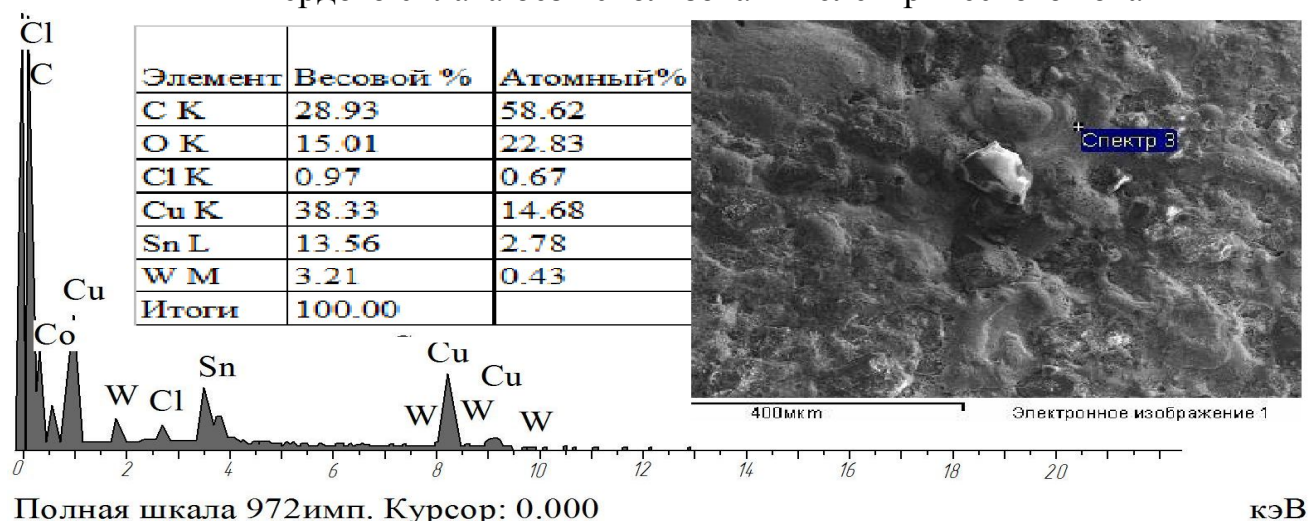 Cl
C
Элемент Весовой % Атомный%
C K 28.93 58.62
O K 15.01 22.83
Cl K 0.97 0.67
Cu K 38.33 14.68
Sn L 13.56 2.78
W M 3.21 0.43
Итоги 100.00
Спектр 3
Cu
Co
W
Cl
Sn
Cu
Cu
W
W
W
400мкm
Электронное изображение 1
0 2 4 6 8 10 12 14 16 18 20
Полная шкала 972имп. Курсор: 0.000 кэВ